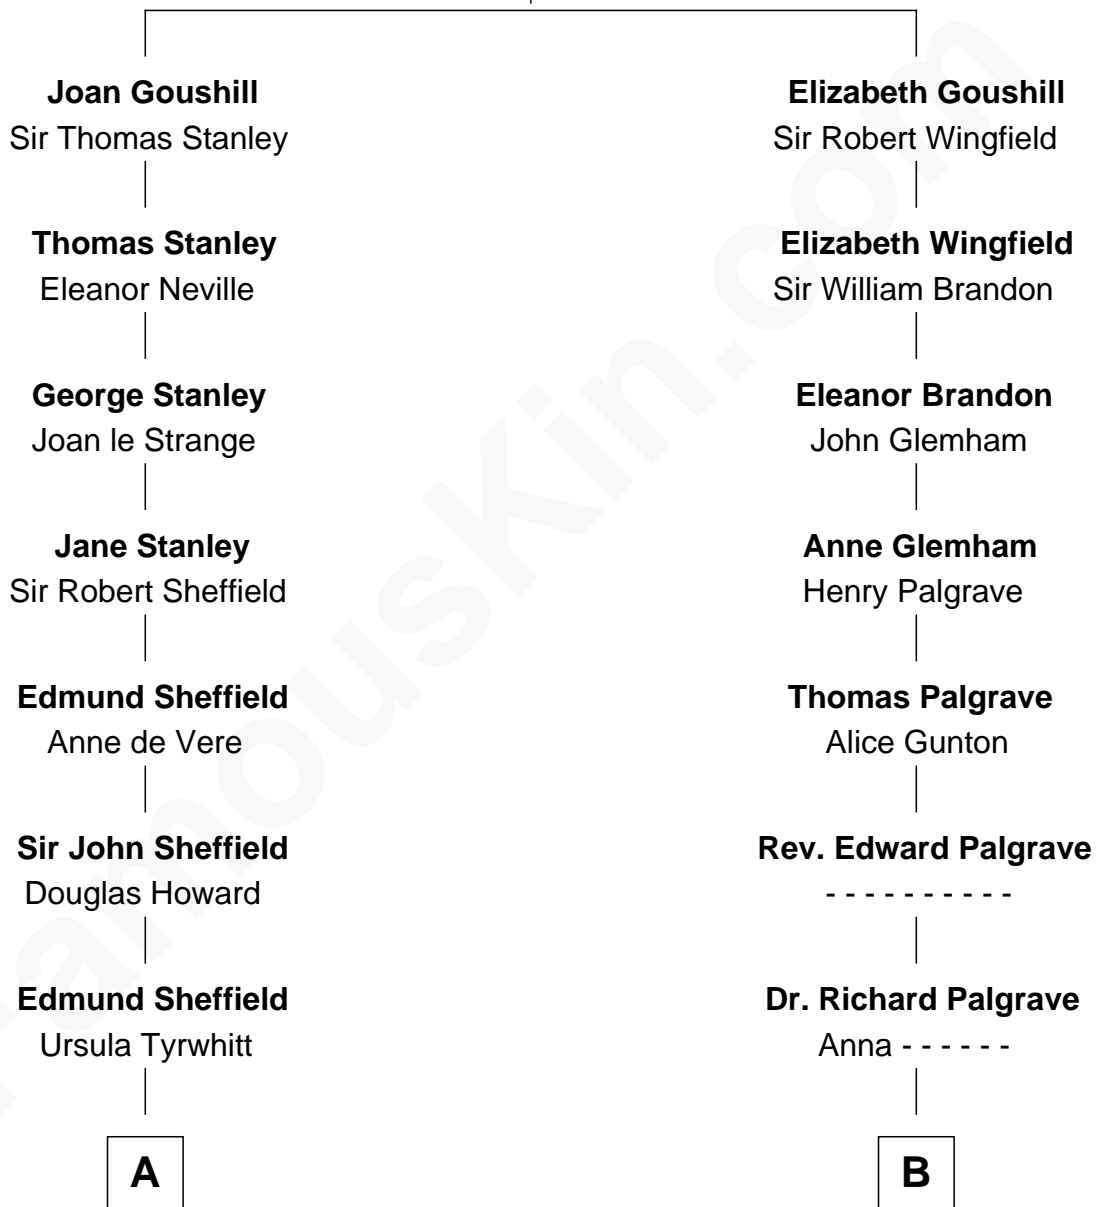 Joan Goushill
Sir Thomas Stanley
Thomas Stanley
Eleanor Neville
George Stanley
Joan le Strange
Jane Stanley
Sir Robert Sheffield
Edmund Sheffield
Anne de Vere
Sir John Sheffield
Douglas Howard
Edmund Sheffield
Ursula Tyrwhitt
A
Elizabeth Goushill
Sir Robert Wingfield
Elizabeth Wingfield
Sir William Brandon
Eleanor Brandon
John Glemham
Anne Glemham
Henry Palgrave
Thomas Palgrave
Alice Gunton
Rev. Edward Palgrave
- - - - - - - - - -
Dr. Richard Palgrave
Anna - - - - - -
B
FamousKin.com